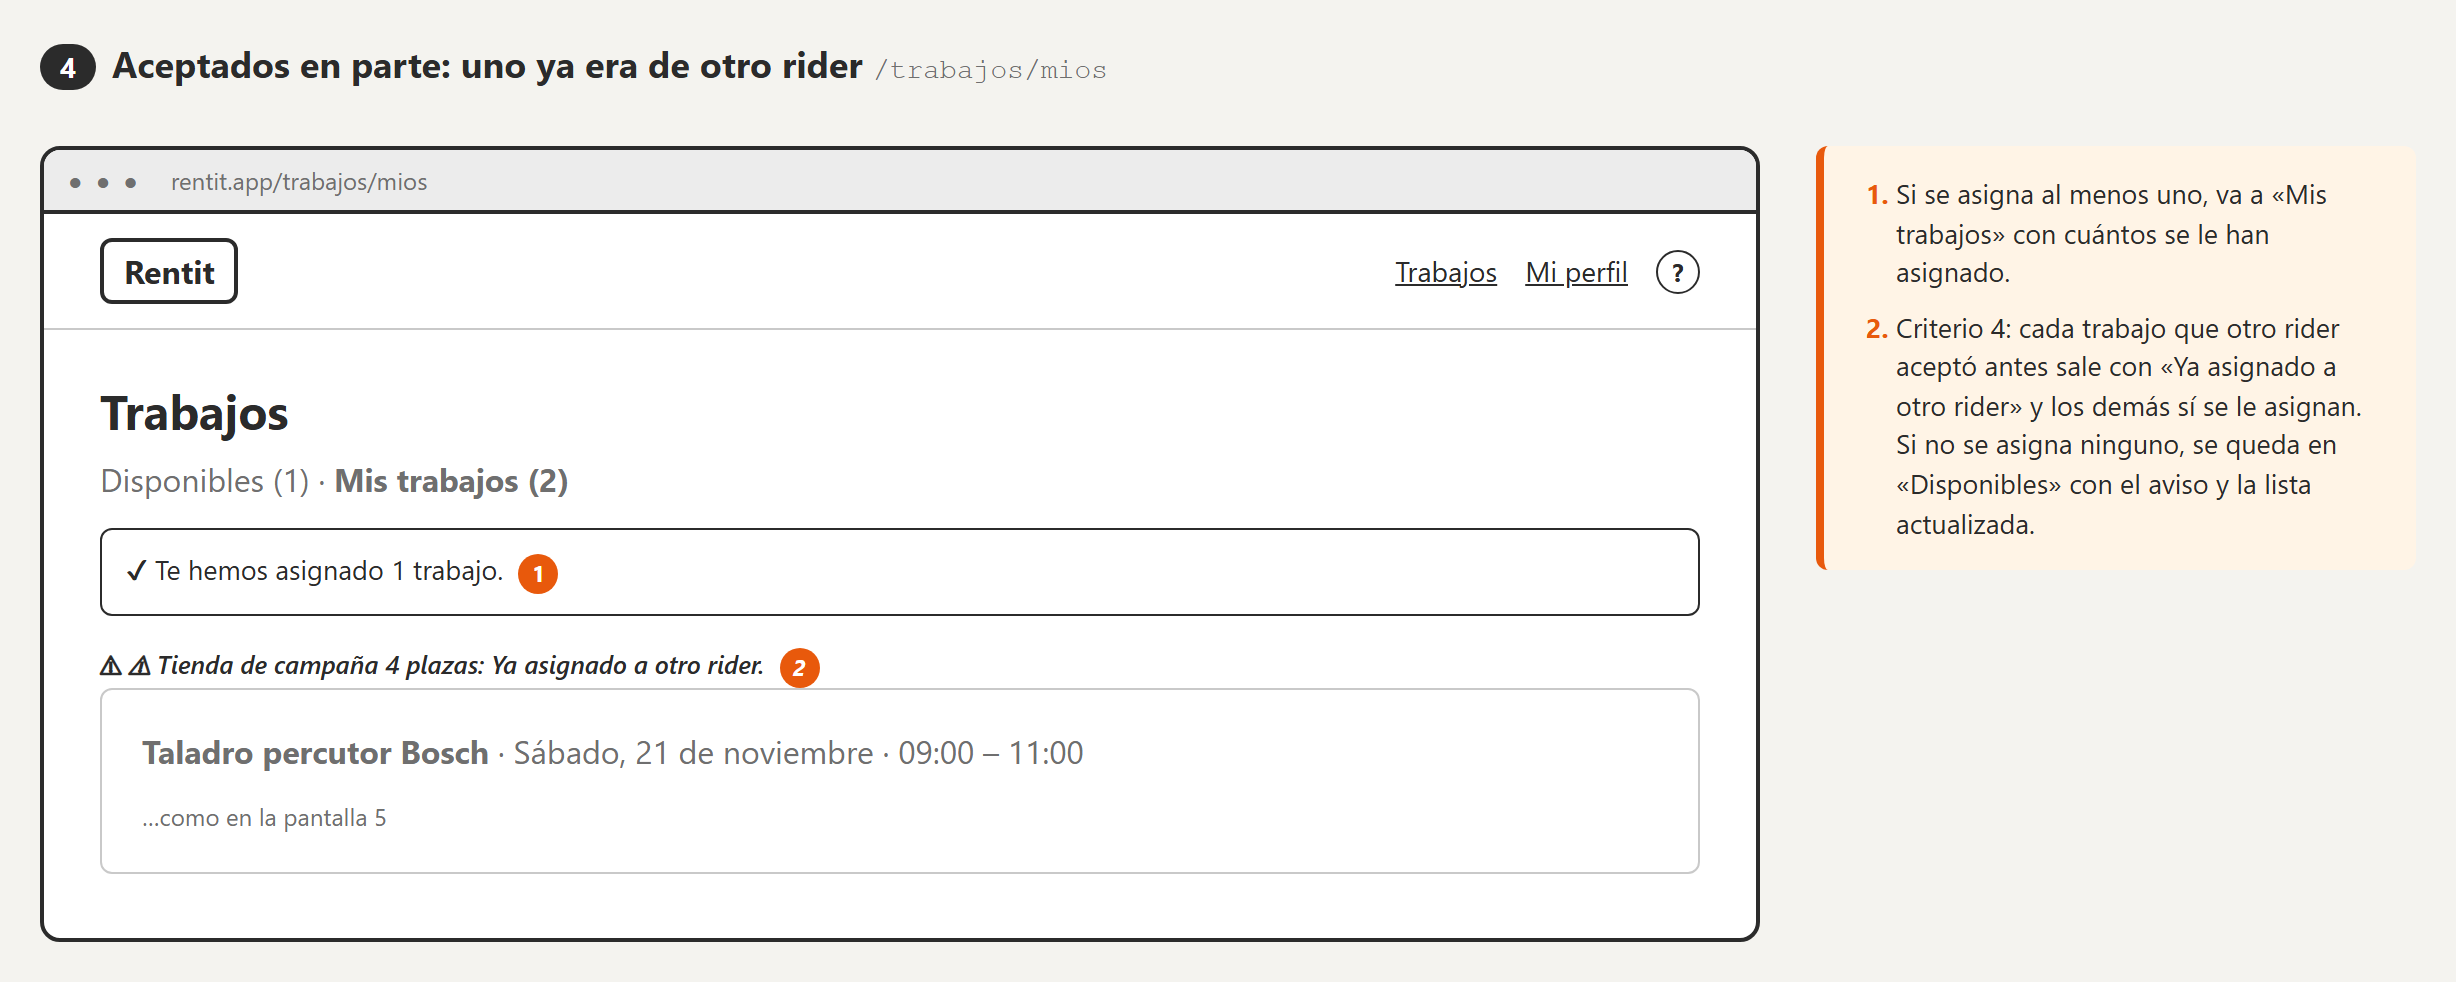 4 Aceptados en parte: uno ya era de otro rider /trabajos/mios
rentit.app/trabajos/mios
Rentit
Trabajos Mi perfil ?
Trabajos
Disponibles (1) · Mis trabajos (2)
✓ Te hemos asignado 1 trabajo. 1
⚠ ⚠ Tienda de campaña 4 plazas: Ya asignado a otro rider. 2
Taladro percutor Bosch · Sábado, 21 de noviembre · 09:00 – 11:00
...como en la pantalla 5
1. Si se asigna al menos uno, va a «Mis
trabajos» con cuántos se le han
asignado.
2. Criterio 4: cada trabajo que otro rider
aceptó antes sale con «Ya asignado a
otro rider» y los demás sí se le asignan.
Si no se asigna ninguno, se queda en
«Disponibles» con el aviso y la lista
actualizada.